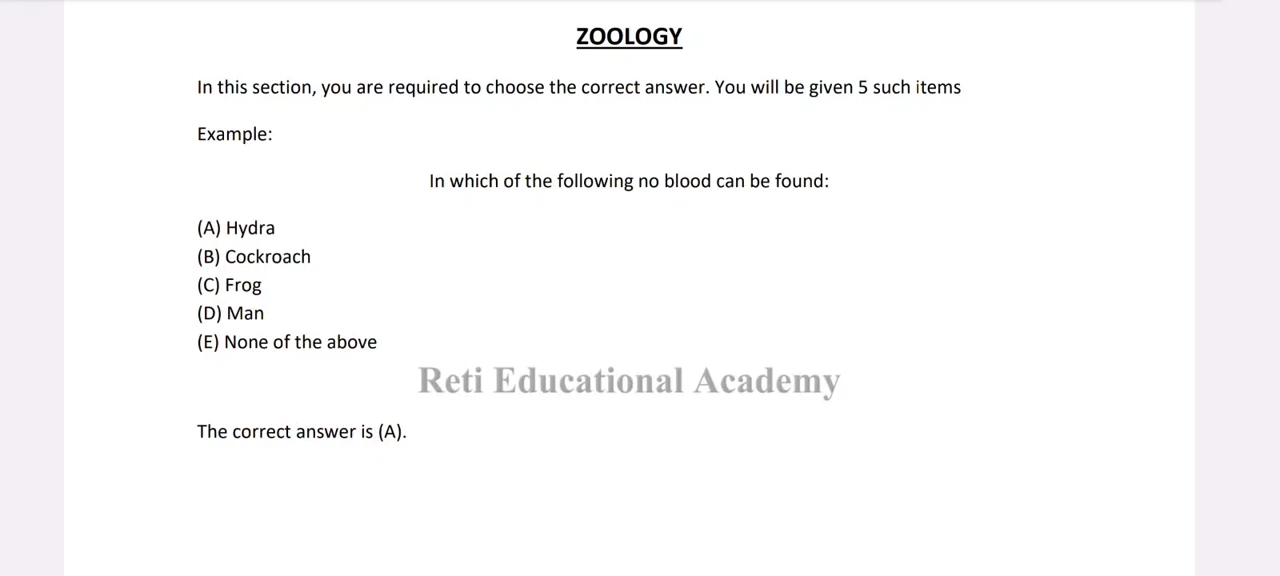 ZOOLOGY
In this section, you are required to choose the correct answer. You will be given 5 such items
Example:
In which of the following no blood can be found:
(A) Hydra
(B) Cockroach
(C) Frog
(D) Man
(E) None of the above
Reti Educational Academy
The correct answer is (A).